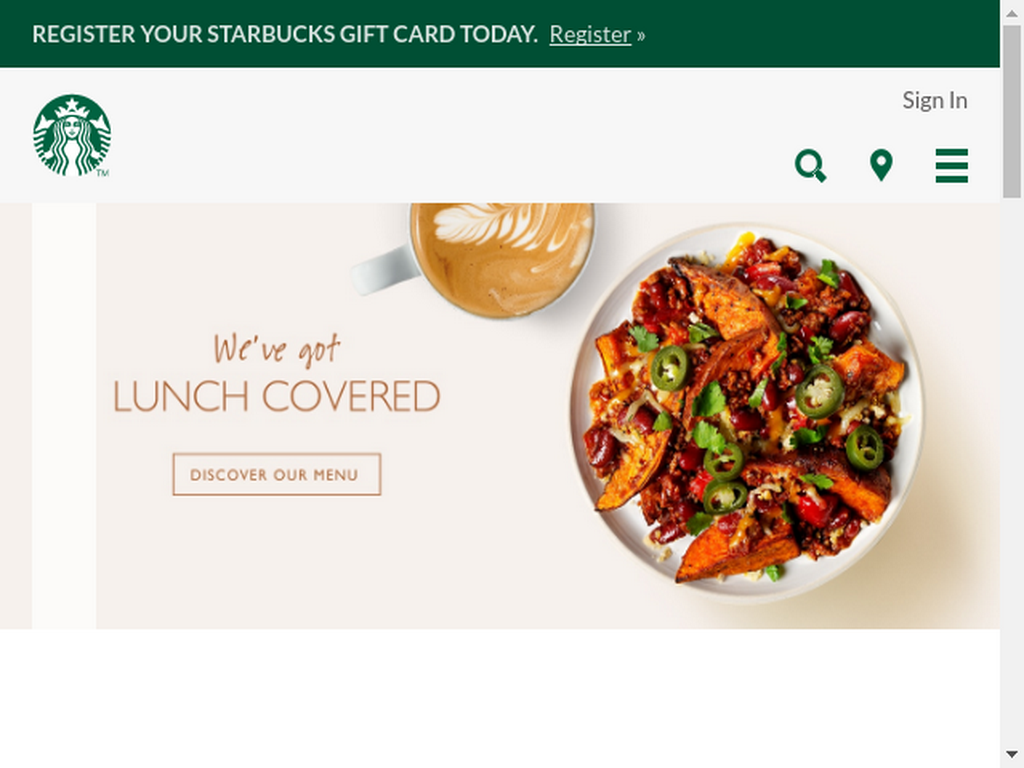 REGISTER YOUR STARBUCKS GIFT CARD TODAY. Register »
Sign In
TM
We've got
LUNCH COVERED
DISCOVER OUR MENU